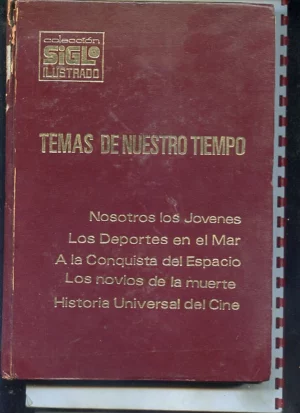 colección
SiGLo
ILUSTRADO
TEMAS DE NUESTRO TIEMPO
Nosotros los Jovenes
Los Deportes en el Mar
A la Conquista del Espacio
Los novios de la muerte
Historia Universal del Cine